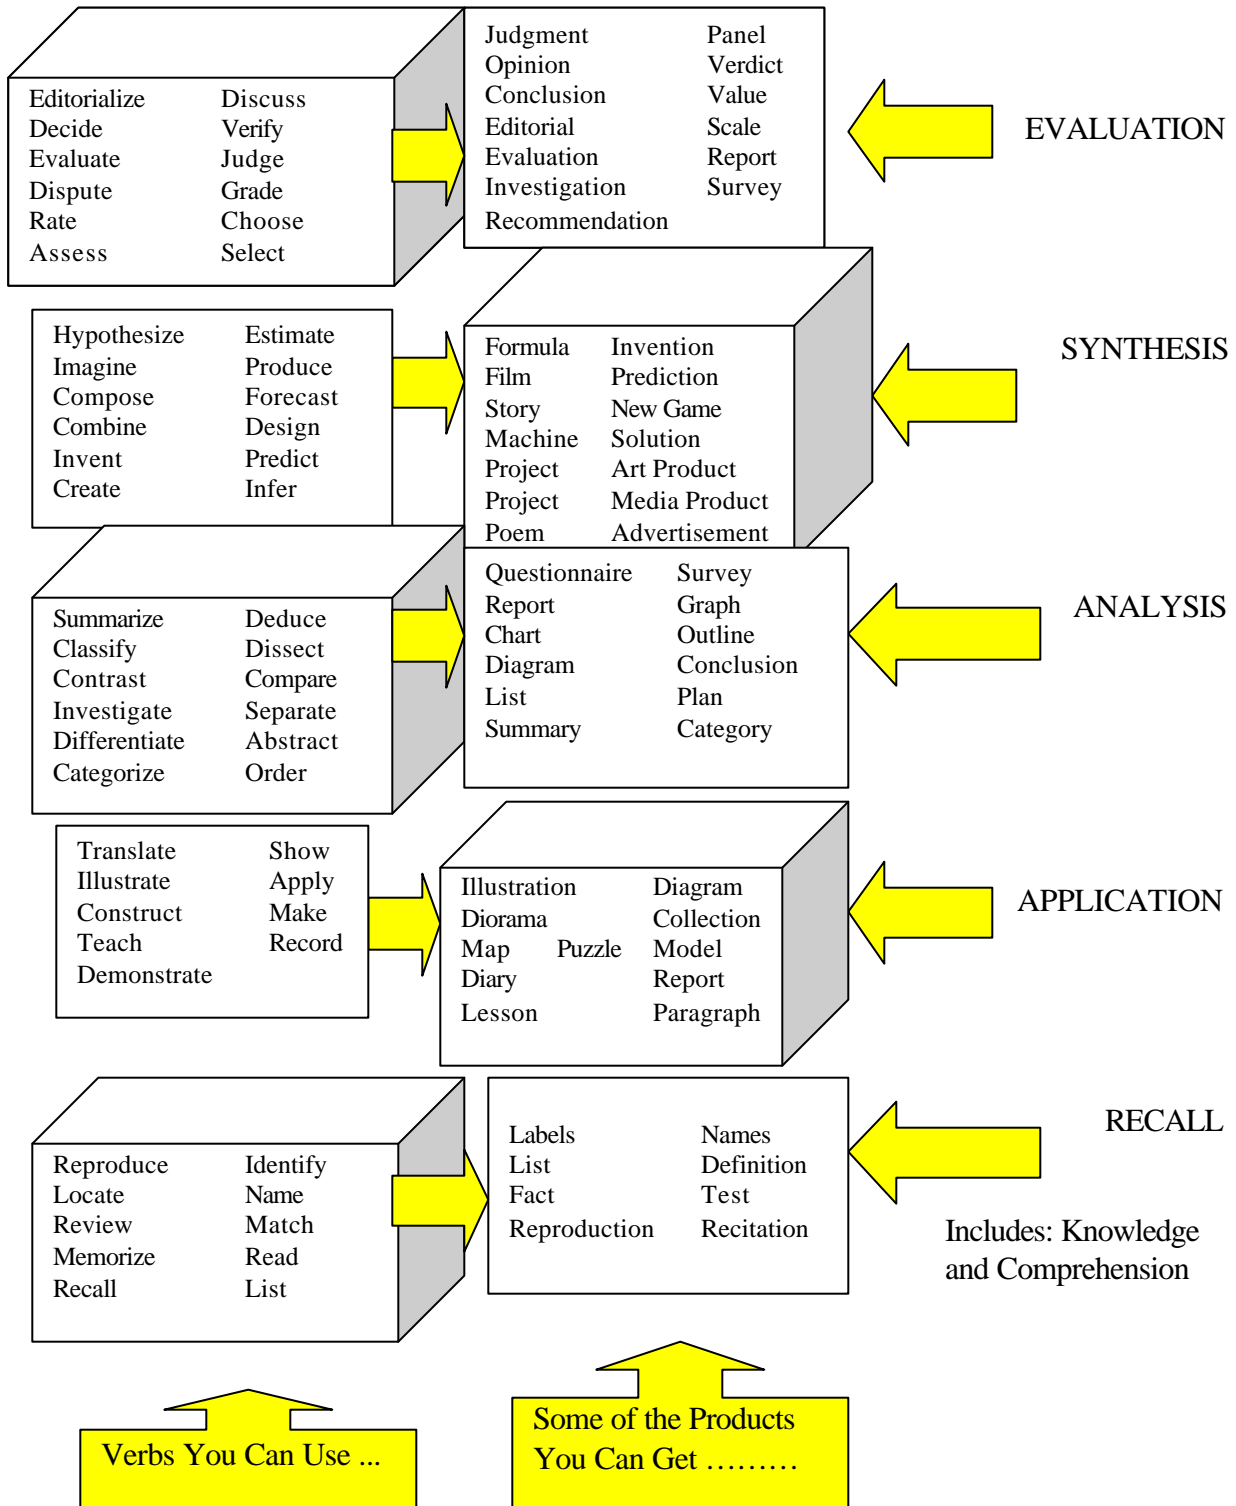 Editorialize Discuss
Decide Verify
Evaluate Judge
Dispute Grade
Rate Choose
Assess Select
Judgment Panel
Opinion Verdict
Conclusion Value
Editorial Scale
Evaluation Report
Investigation Survey
Recommendation
EVALUATION
Hypothesize Estimate
Imagine Produce
Compose Forecast
Combine Design
Invent Predict
Create Infer
Formula Invention
Film Prediction
Story New Game
Machine Solution
Project Art Product
Project Media Product
Poem Advertisement
SYNTHESIS
Summarize Deduce
Classify Dissect
Contrast Compare
Investigate Separate
Differentiate Abstract
Categorize Order
Questionnaire Survey
Report Graph
Chart Outline
Diagram Conclusion
List Plan
Summary Category
ANALYSIS
Translate Show
Illustrate Apply
Construct Make
Teach Record
Demonstrate
Illustration Diagram
Diorama Collection
Map Puzzle Model
Diary Report
Lesson Paragraph
APPLICATION
Reproduce Identify
Locate Name
Review Match
Memorize Read
Recall List
Labels Names
List Definition
Fact Test
Reproduction Recitation
RECALL
Includes: Knowledge
and Comprehension
Verbs You Can Use ...
Some of the Products
You Can Get ………